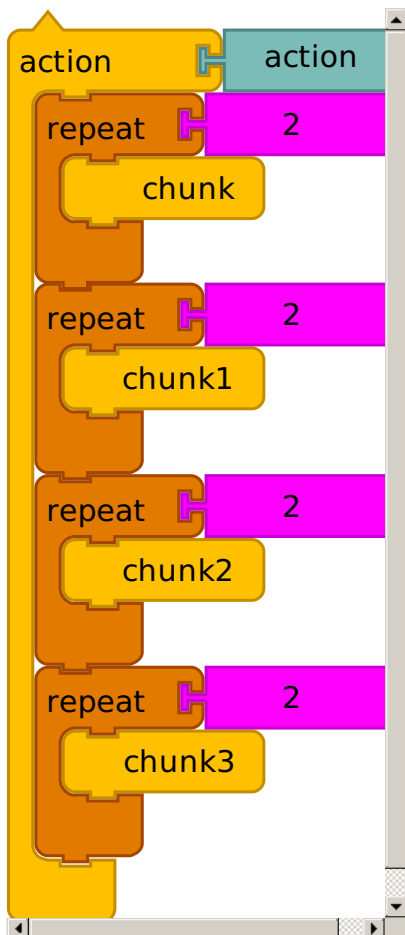 action action
repeat 2
chunk
repeat 2
chunk1
repeat 2
chunk2
repeat 2
chunk3